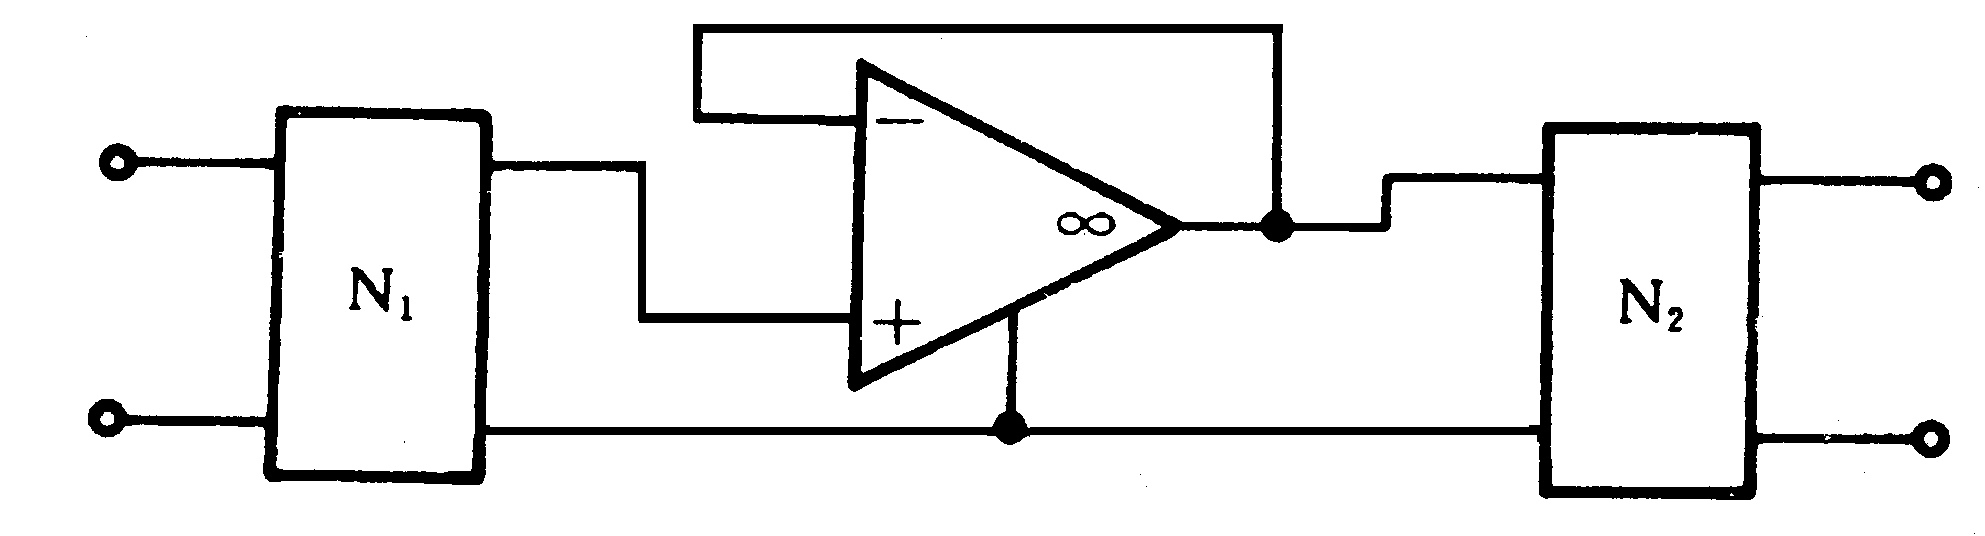 −
∞
+
N₁
N₂